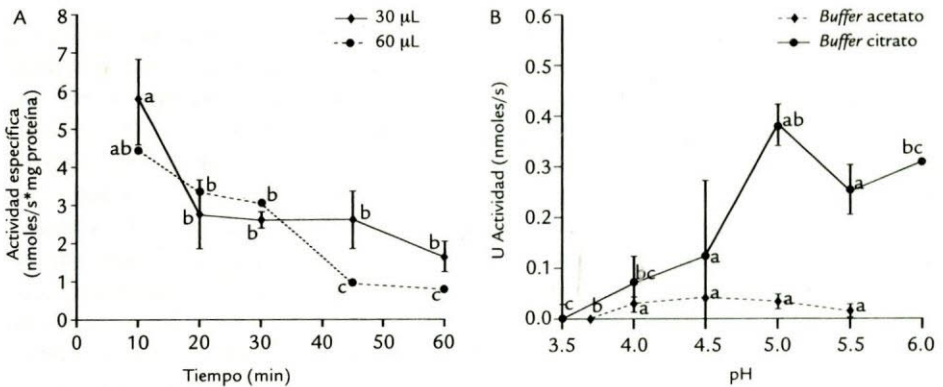 A
8
7
6
5
4
3
2
1
0
Actividad específica
(nmoles/s*mg proteína)
30 µL
60 µL
a
ab
b
b
b
b
b
b
c
c
0 10 20 30 40 50 60
Tiempo (min)
B
0.6
0.5
0.4
0.3
0.2
0.1
0.0
U Actividad (nmoles/s)
Buffer acetato
Buffer citrato
ab
bc
a
bc
a
c
b
a
a
a
a
3.5 4.0 4.5 5.0 5.5 6.0
pH